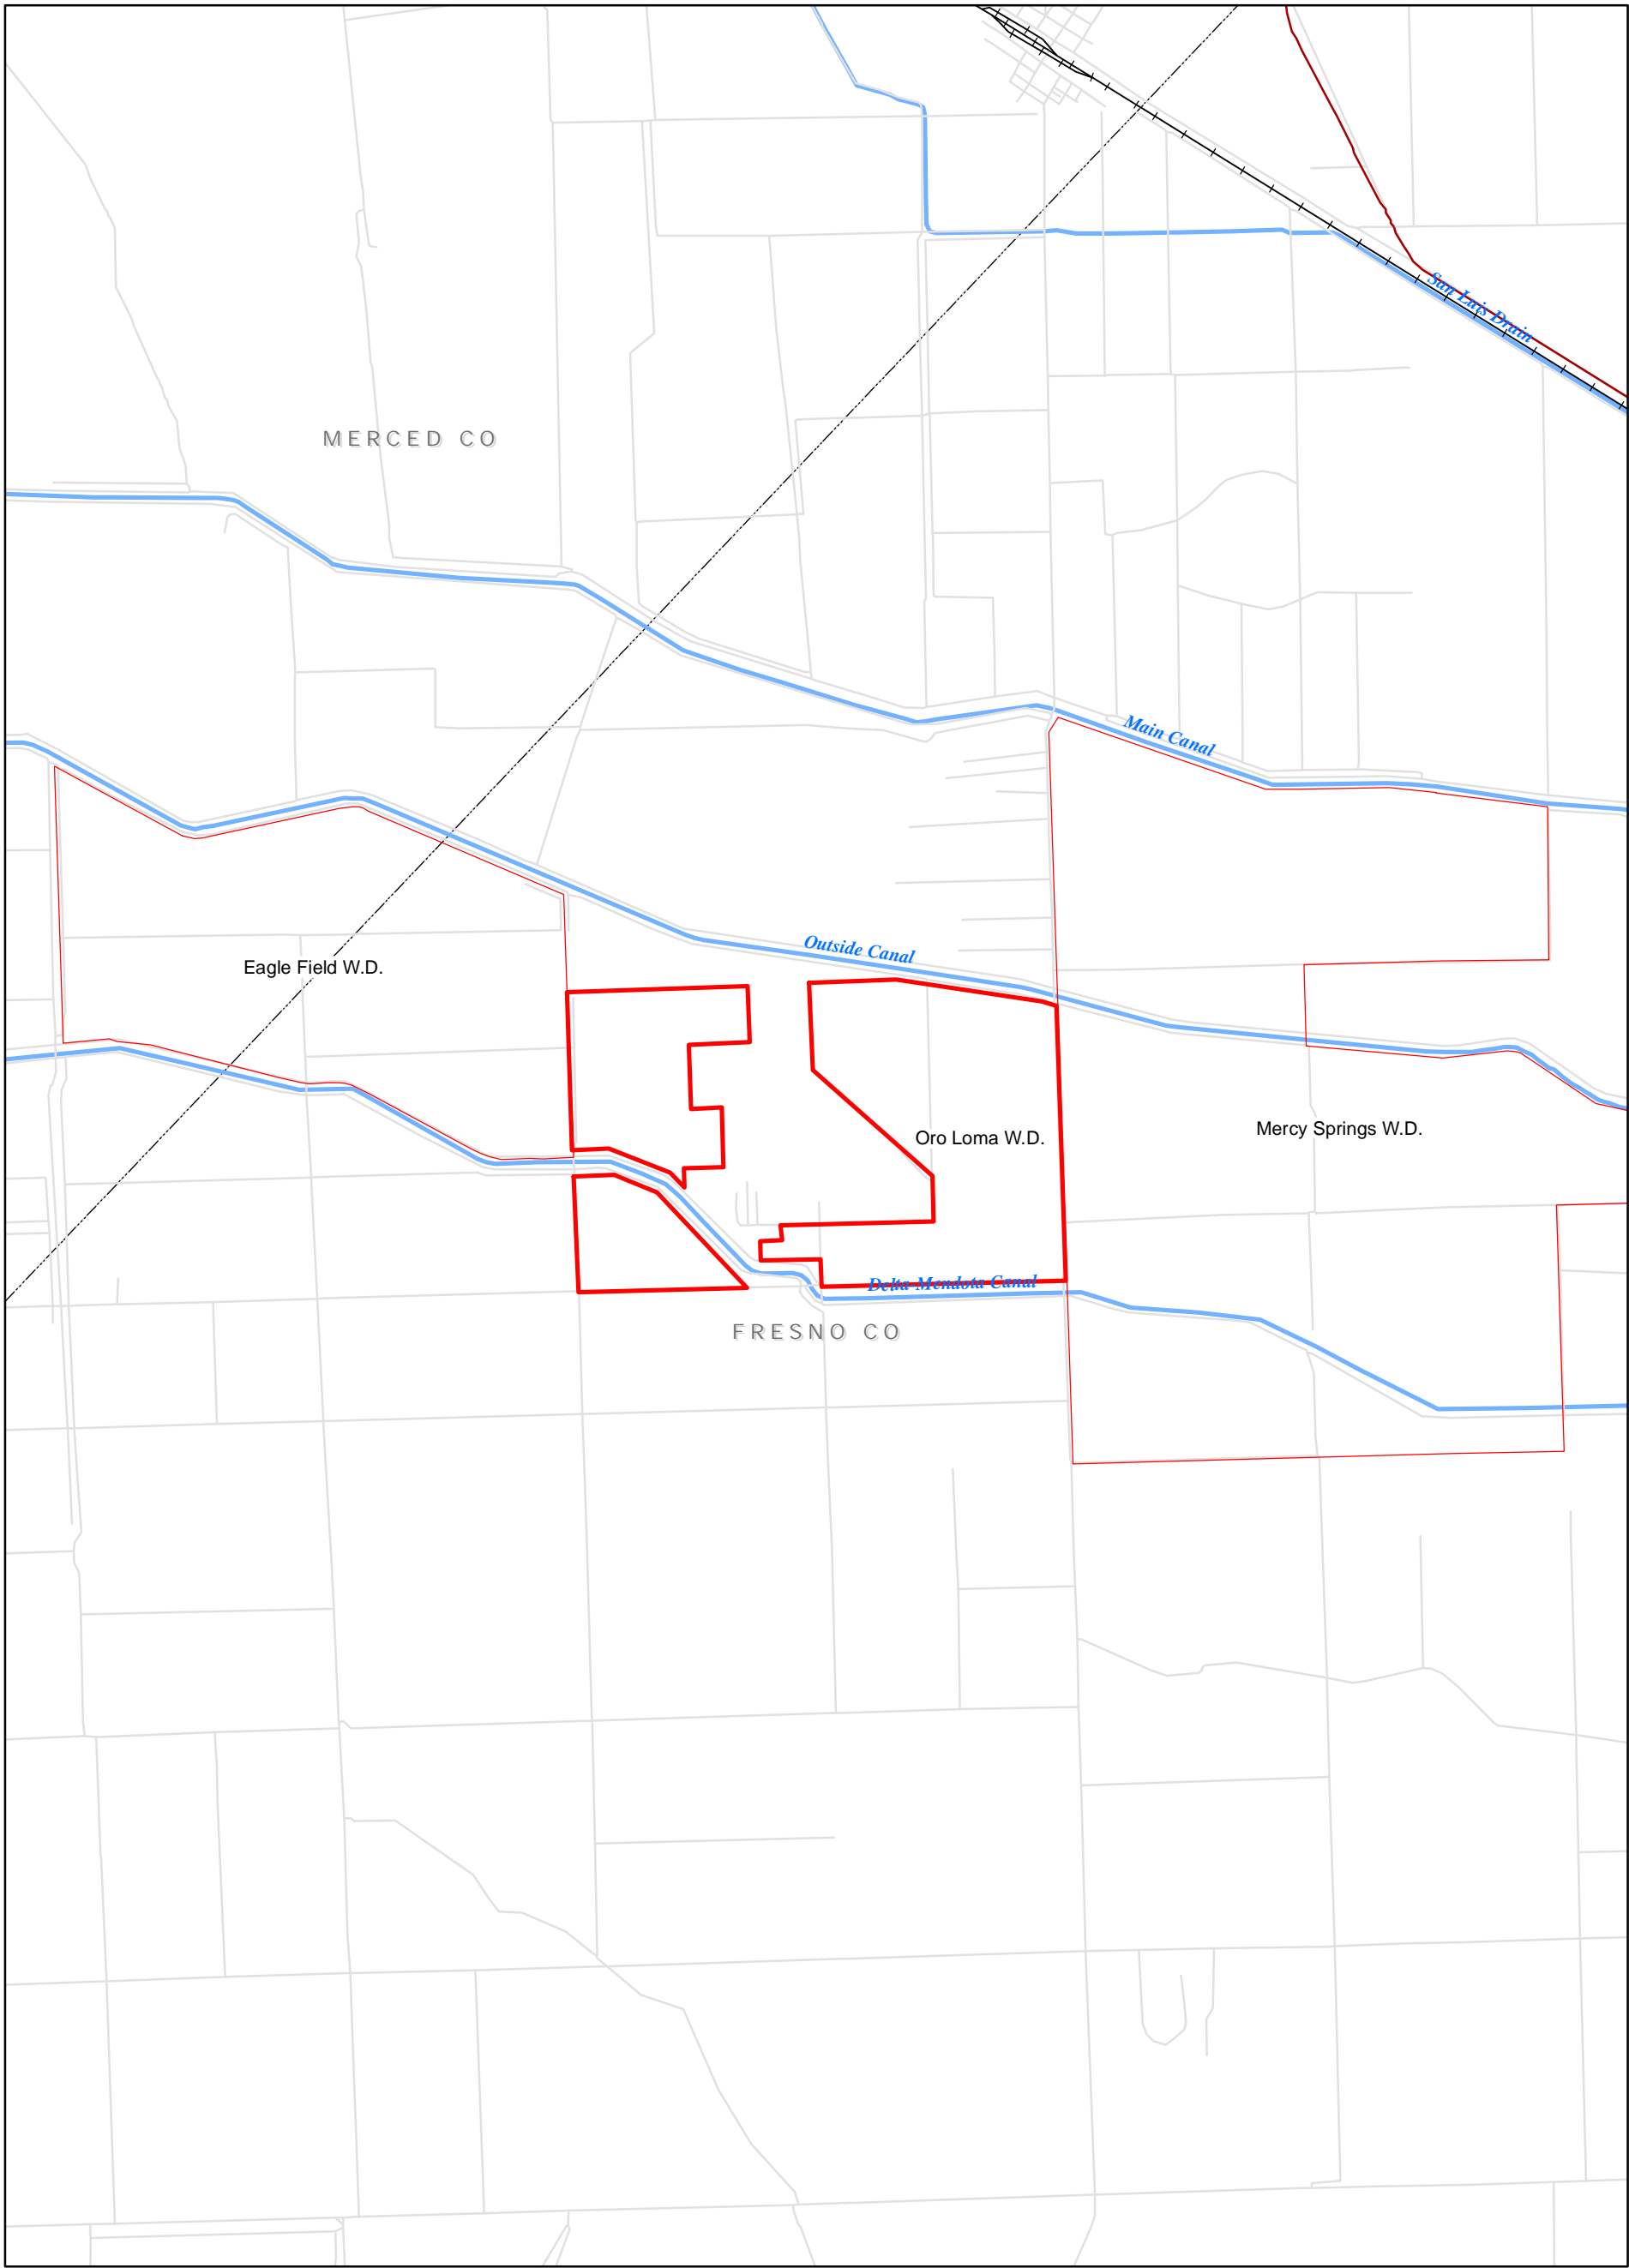 San Luis Drain
MERCED CO
Main Canal
Outside Canal
Eagle Field W.D.
Mercy Springs W.D.
Oro Loma W.D.
Delta-Mendota Canal
FRESNO CO